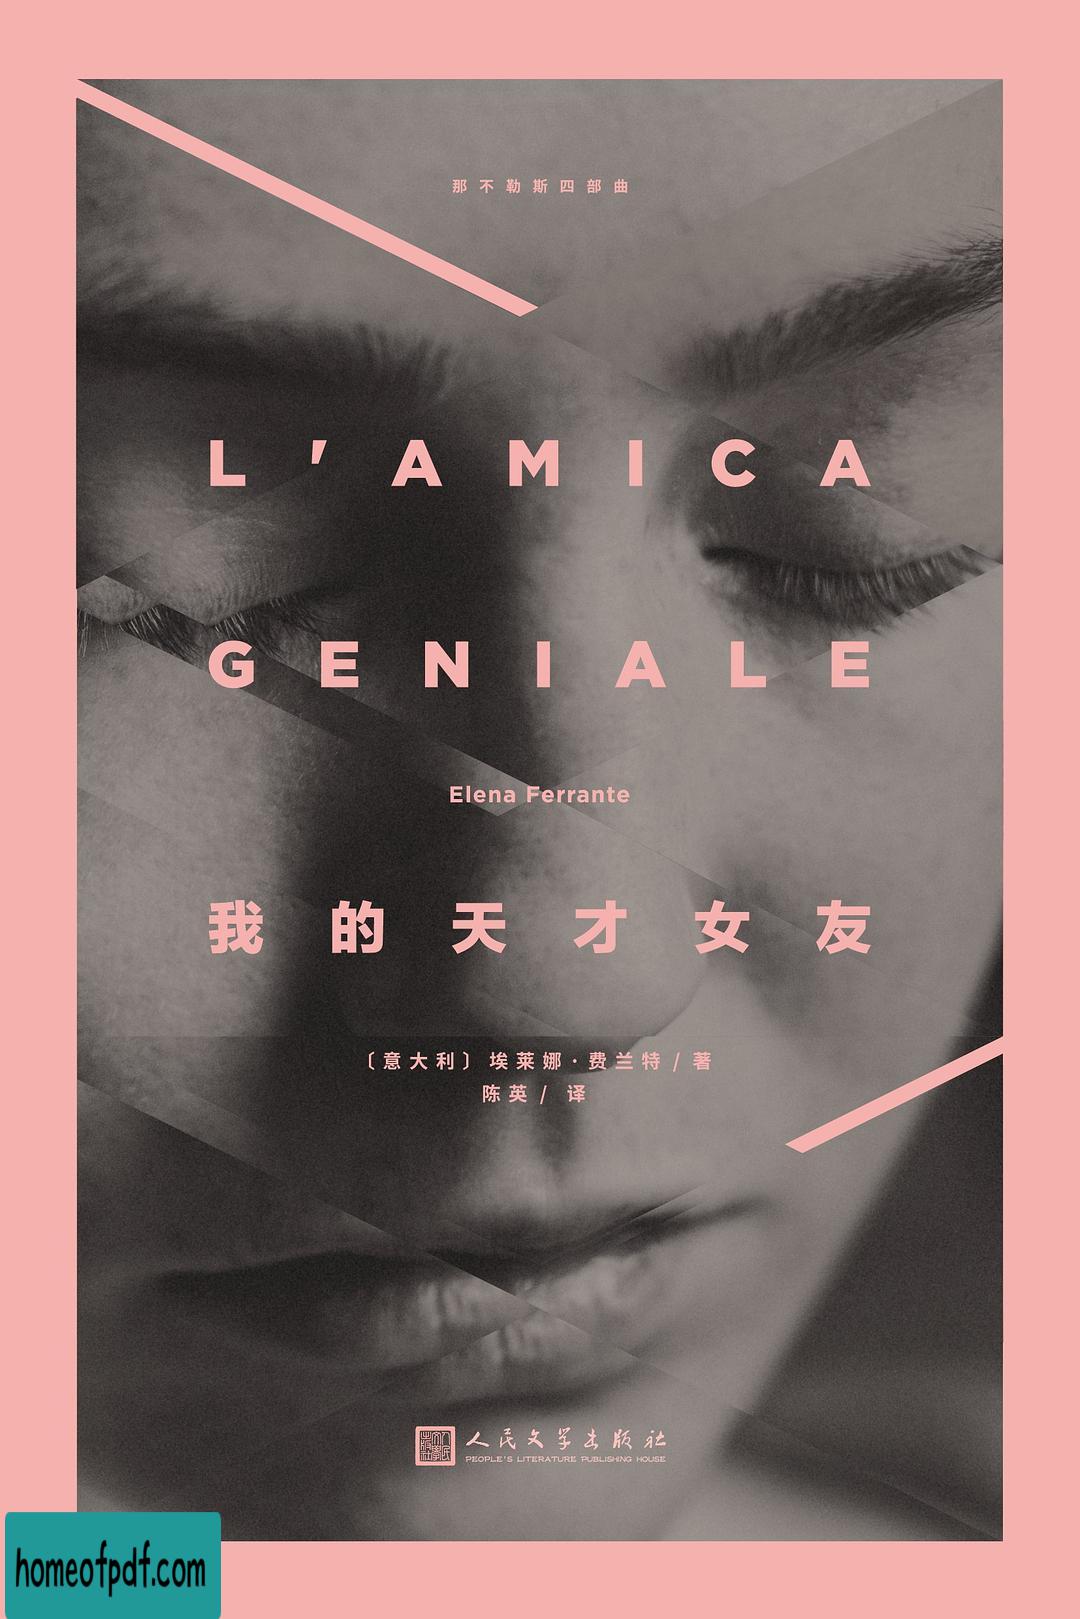 那不勒斯四部曲
L'AMICA
GENIALE
Elena Ferrante
我的天才女友
〔意大利〕埃莱娜·费兰特/著
陈英/ 译
人民文学出版社
PEOPLE'S LITERATURE PUBLISHING HOUSE
homeofpdf.com